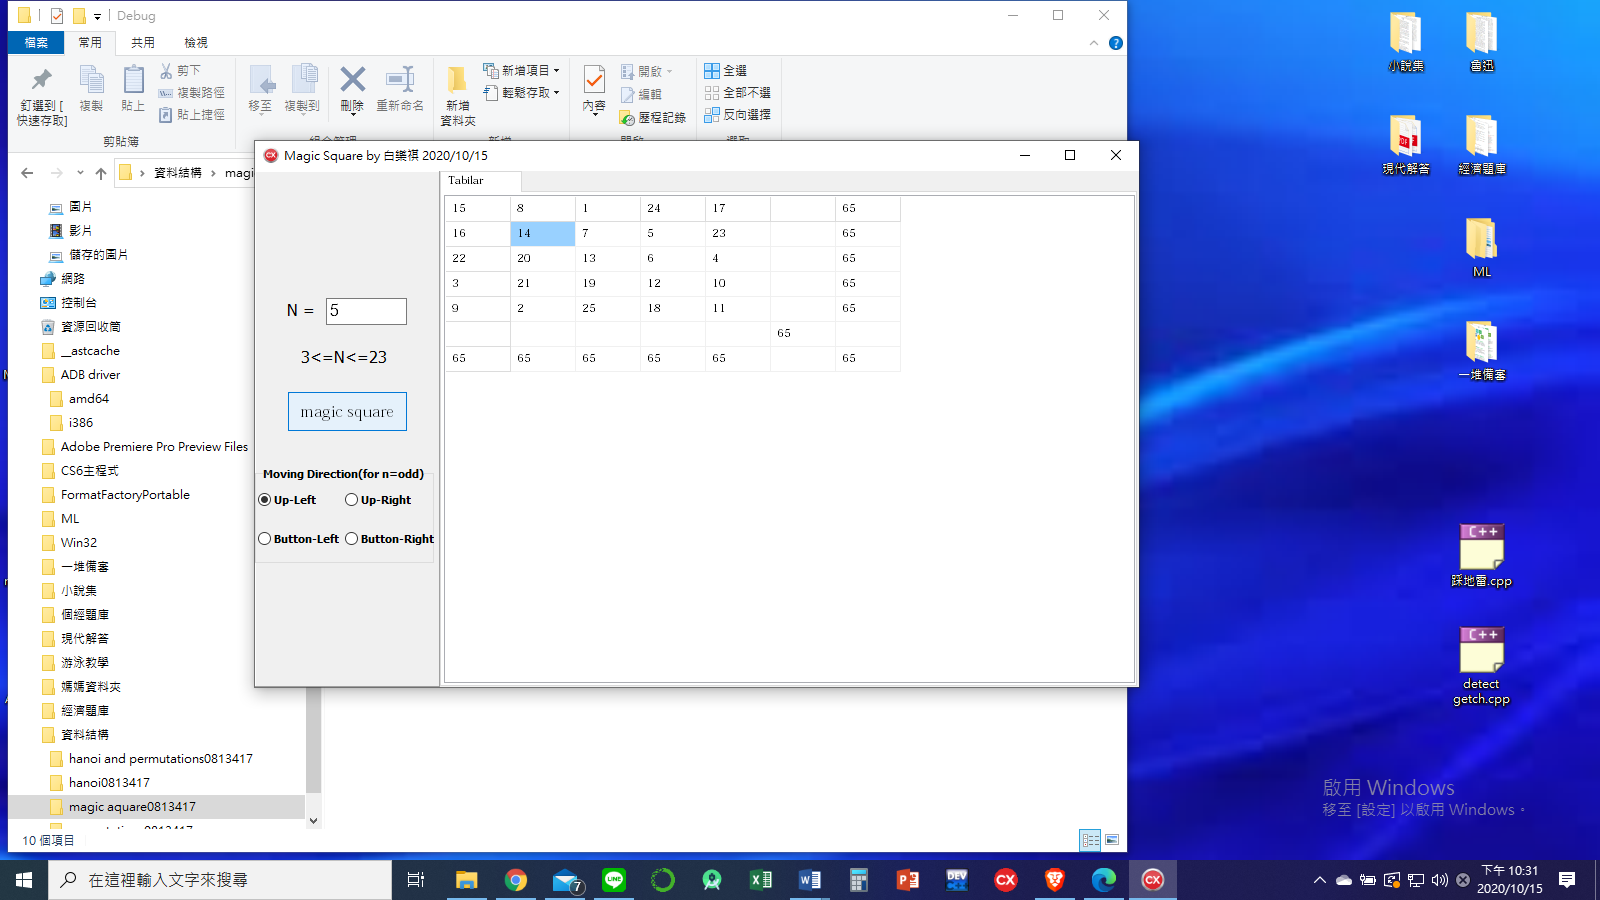 Debug
檔案 常用 共用 檢視
釘選到 [
快速存取]
複製
貼上
剪下
複製路徑
貼上捷徑
剪貼簿
移至
複製到
刪除
重新命名
新增
資料夾
新增項目
輕鬆存取
內容
開啟
編輯
歷程記錄
全選
全部不選
反向選擇
資料結構
圖片
影片
儲存的圖片
網路
控制台
資源回收筒
__astcache
ADB driver
amd64
i386
Adobe Premiere Pro Preview Files
CS6主程式
FormatFactoryPortable
ML
Win32
一堆備審
小說集
個經題庫
現代解答
游泳教學
媽媽資料夾
經濟題庫
資料結構
hanoi and permutations0813417
hanoi0813417
magic aquare0813417
10 個項目
Magic Square by 白樂祺 2020/10/15
N = 5
3<=N<=23
magic square
Moving Direction(for n=odd)
Up-Left Up-Right
Button-Left Button-Right
Tabilar
15 8 1 24 17 65
16 14 7 5 23 65
22 20 13 6 4 65
3 21 19 12 10 65
9 2 25 18 11 65
65
65 65 65 65 65 65
小說集
魯迅
現代解答
經濟題庫
ML
一堆備審
C++
踩地雷.cpp
C++
detect
getch.cpp
啟用 Windows
移至 [設定] 以啟用 Windows。
在這裡輸入文字來搜尋
7
LINE
DEV
CX
CX
下午 10:31
2020/10/15